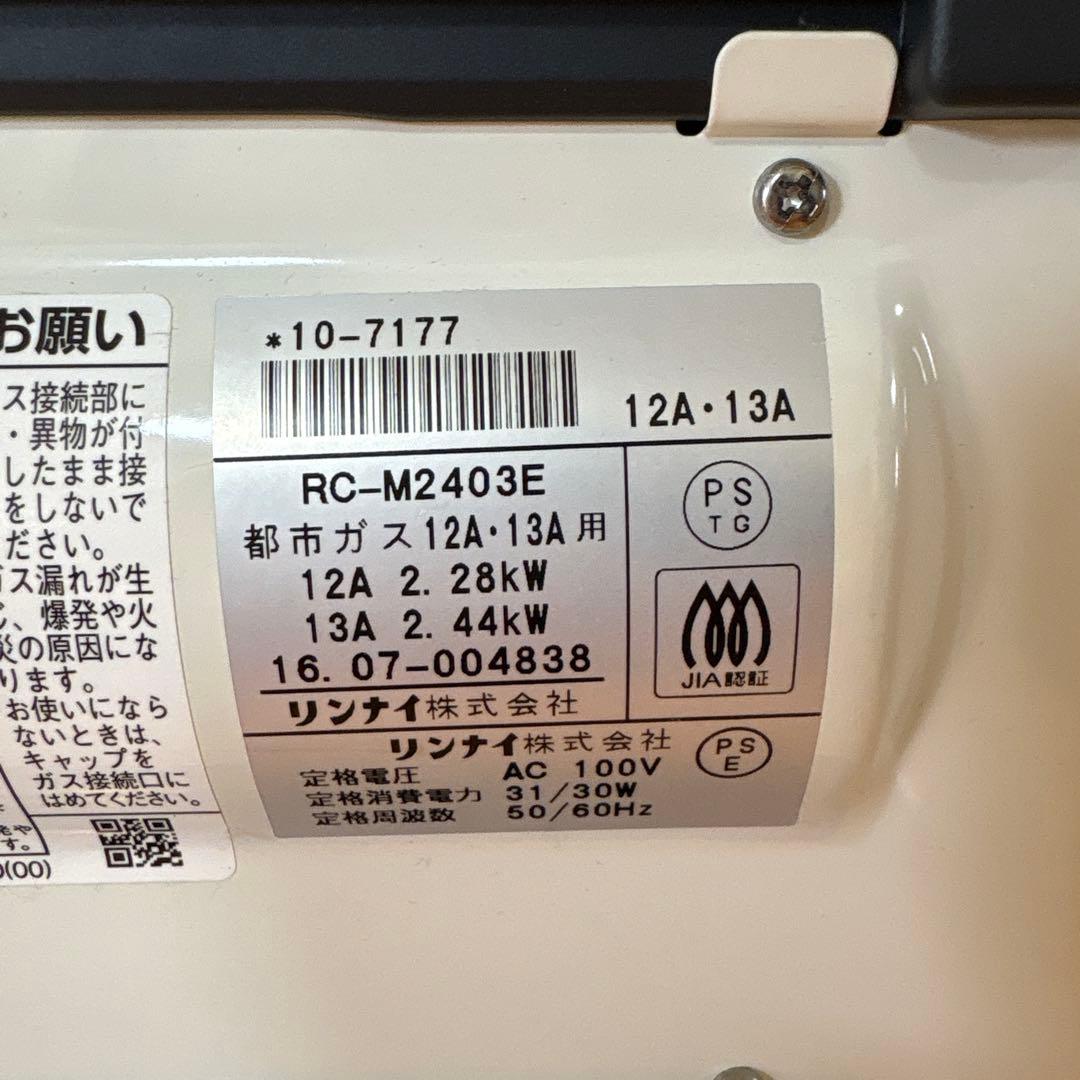 お願い
ス接続部に
・異物が付
したまま接
をしないで
ださい。
ガス漏れが生
じ、爆発や火
災の原因にな
ります。
お使いになら
ないときは、
キャップを
ガス接続口に
はめてください。
す。
(00)
*10-7177
12A・13A
RC-M2403E
都市ガス12A・13A用
12A 2.28kW
13A 2.44kW
16.07-004838
リンナイ株式会社
PS
TG
JIA認証
リンナイ株式会社
定格電圧 AC 100V
定格消費電力 31/30W
定格周波数 50/60Hz
PS
E